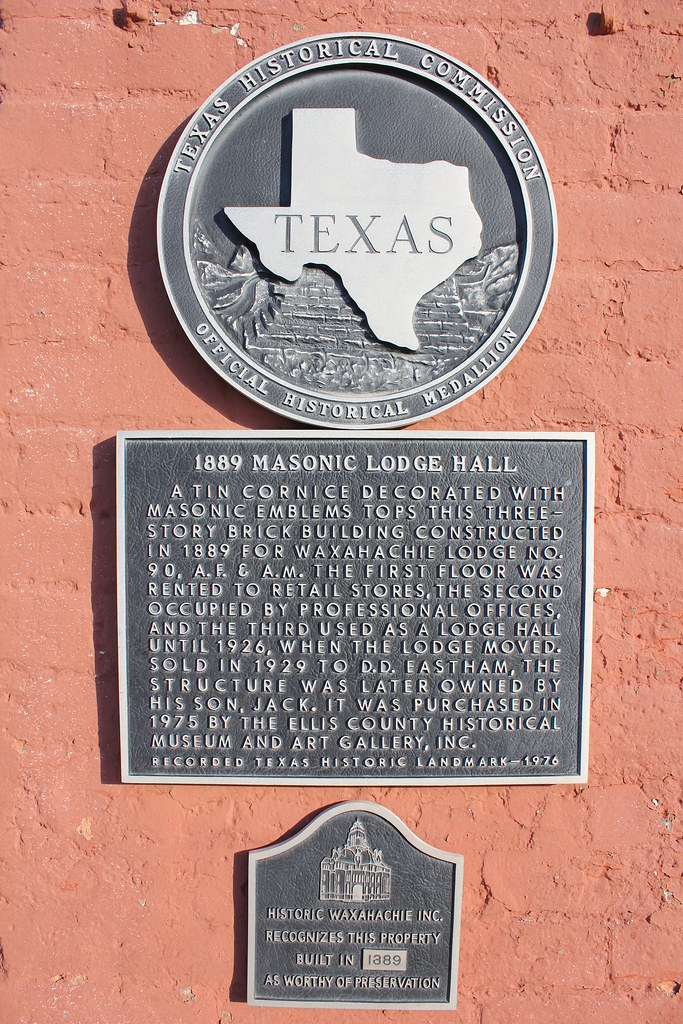 TEXAS HISTORICAL COMMISSION
TEXAS
OFFICIAL HISTORICAL MEDALLION
1889 MASONIC LODGE HALL
A TIN CORNICE DECORATED WITH
MASONIC EMBLEMS TOPS THIS THREE-
STORY BRICK BUILDING CONSTRUCTED
IN 1889 FOR WAXAHACHIE LODGE NO.
90, A.F. & A.M. THE FIRST FLOOR WAS
RENTED TO RETAIL STORES, THE SECOND
OCCUPIED BY PROFESSIONAL OFFICES,
AND THE THIRD USED AS A LODGE HALL
UNTIL 1926, WHEN THE LODGE MOVED.
SOLD IN 1929 TO D.D. EASTHAM, THE
STRUCTURE WAS LATER OWNED BY
HIS SON, JACK. IT WAS PURCHASED IN
1975 BY THE ELLIS COUNTY HISTORICAL
MUSEUM AND ART GALLERY, INC.
RECORDED TEXAS HISTORIC LANDMARK—1976
HISTORIC WAXAHACHIE INC.
RECOGNIZES THIS PROPERTY
BUILT IN 1889
AS WORTHY OF PRESERVATION